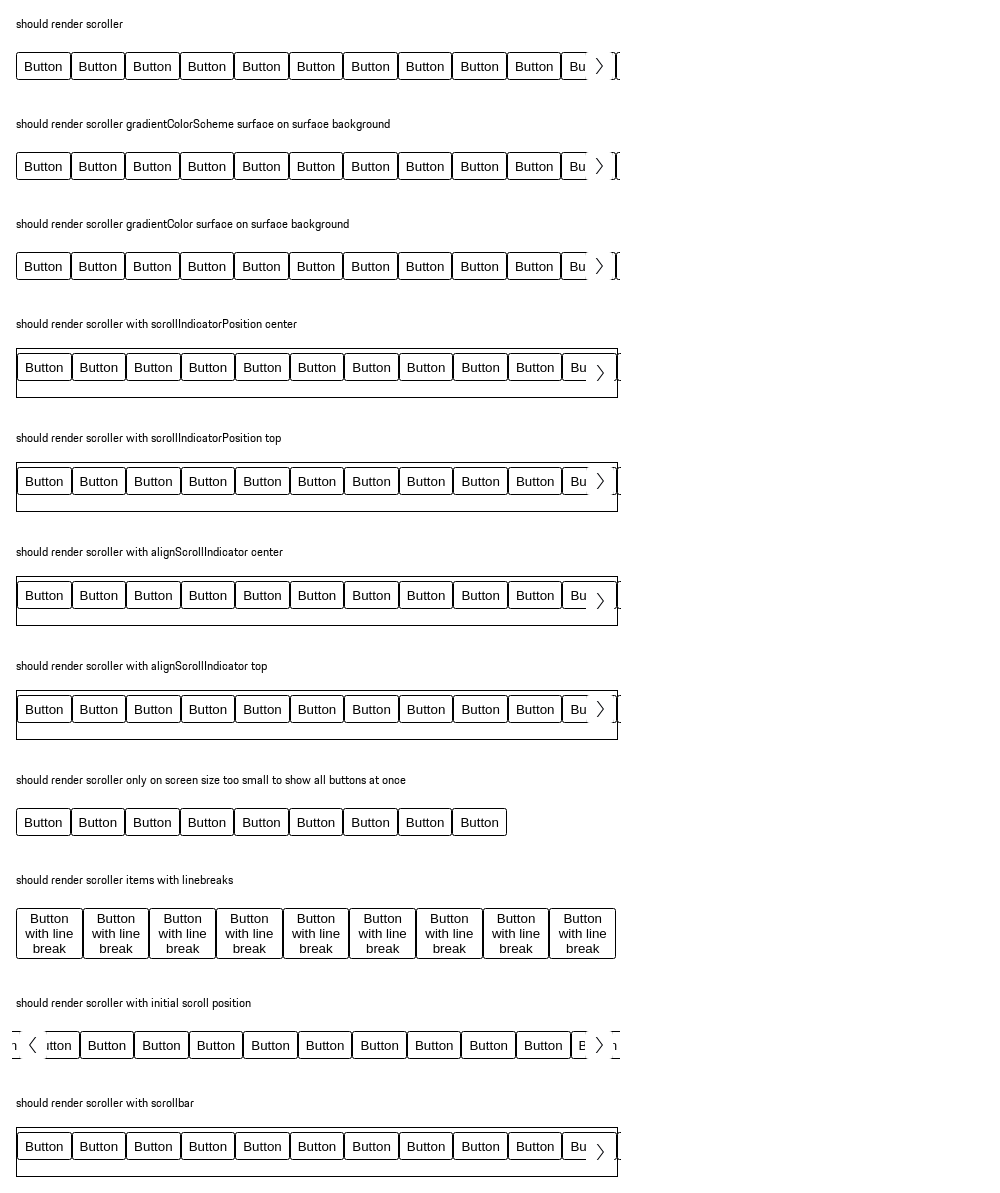 should render scroller
Button Button Button Button Button Button Button Button Button Button Bu
should render scroller gradientColorScheme surface on surface background
Button Button Button Button Button Button Button Button Button Button Bu
should render scroller gradientColor surface on surface background
Button Button Button Button Button Button Button Button Button Button Bu
should render scroller with scrollIndicatorPosition center
Button Button Button Button Button Button Button Button Button Button Bu
should render scroller with scrollIndicatorPosition top
Button Button Button Button Button Button Button Button Button Button Bu
should render scroller with alignScrollIndicator center
Button Button Button Button Button Button Button Button Button Button Bu
should render scroller with alignScrollIndicator top
Button Button Button Button Button Button Button Button Button Button Bu
should render scroller only on screen size too small to show all buttons at once
Button Button Button Button Button Button Button Button Button
should render scroller items with linebreaks
Button Button Button Button Button Button Button Button Button
with line with line with line with line with line with line with line with line with line
break break break break break break break break break
should render scroller with initial scroll position
n utton Button Button Button Button Button Button Button Button Button B n
should render scroller with scrollbar
Button Button Button Button Button Button Button Button Button Button Bu